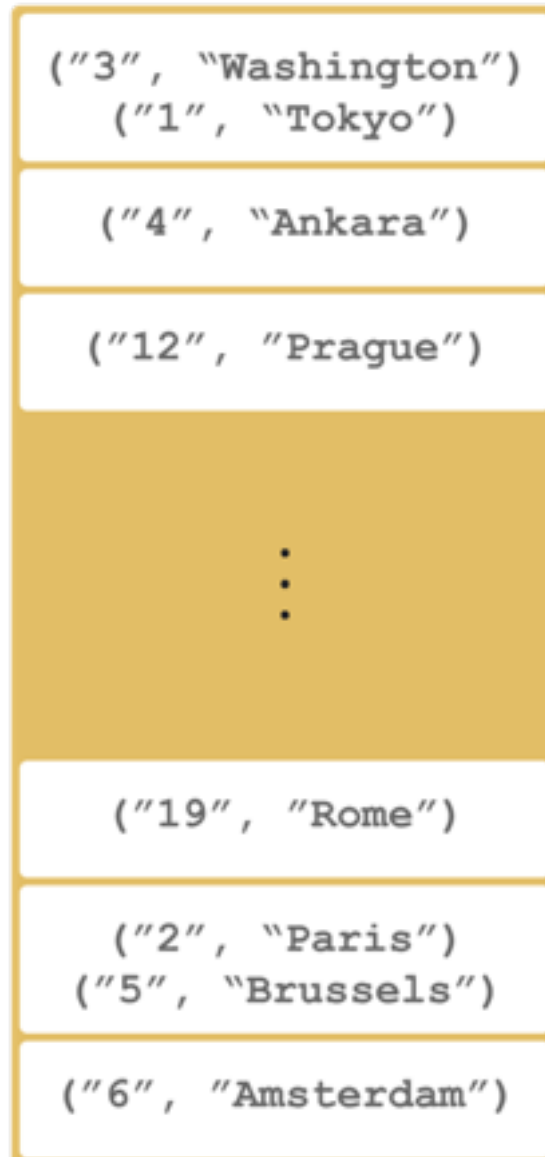 (″3″, “Washington″)
(″1″, “Tokyo″)
(″4″, “Ankara″)
(″12″, ″Prague″)
(″19″, ″Rome″)
(″2″, “Paris″)
(″5″, “Brussels″)
(″6″, ″Amsterdam″)